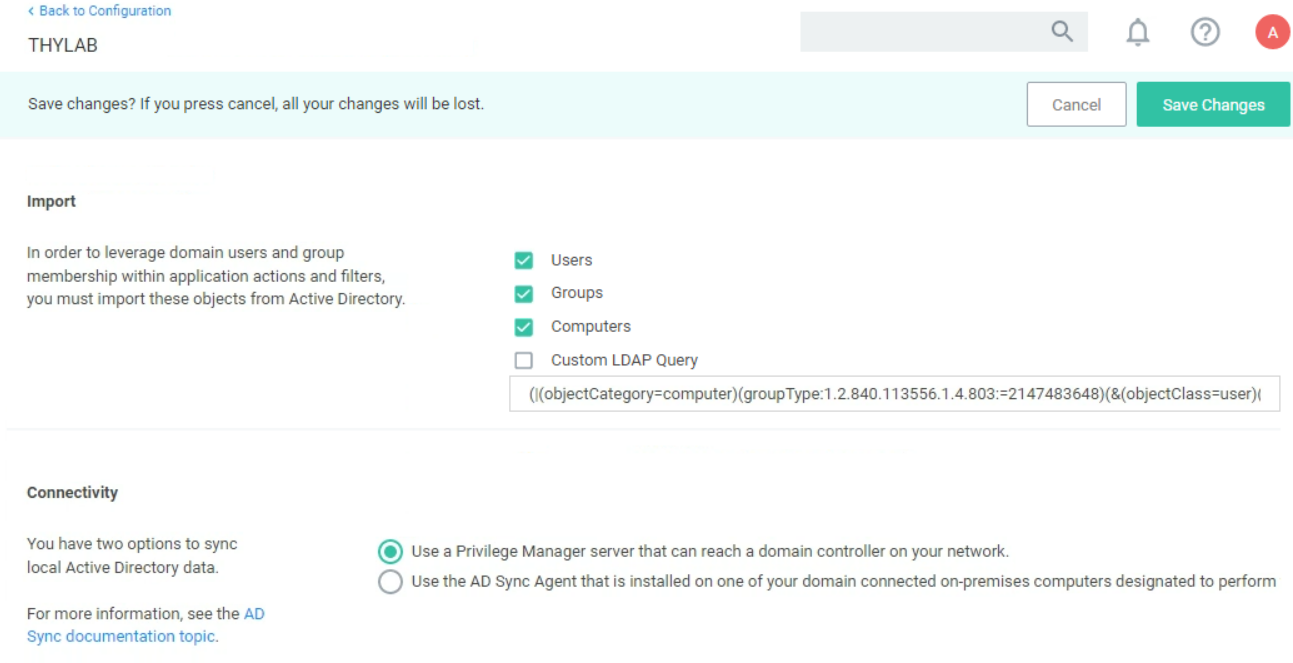 ‹ Back to Configuration
THYLAB
A
Save changes? If you press cancel, all your changes will be lost.
Cancel
Save Changes
Import
In order to leverage domain users and group
membership within application actions and filters,
you must import these objects from Active Directory.
Users
Groups
Computers
Custom LDAP Query
(|(objectCategory=computer)(groupType:1.2.840.113556.1.4.803:=2147483648)(&(objectClass=user)(
Connectivity
You have two options to sync
local Active Directory data.
For more information, see the AD
Sync documentation topic.
Use a Privilege Manager server that can reach a domain controller on your network.
Use the AD Sync Agent that is installed on one of your domain connected on-premises computers designated to perform